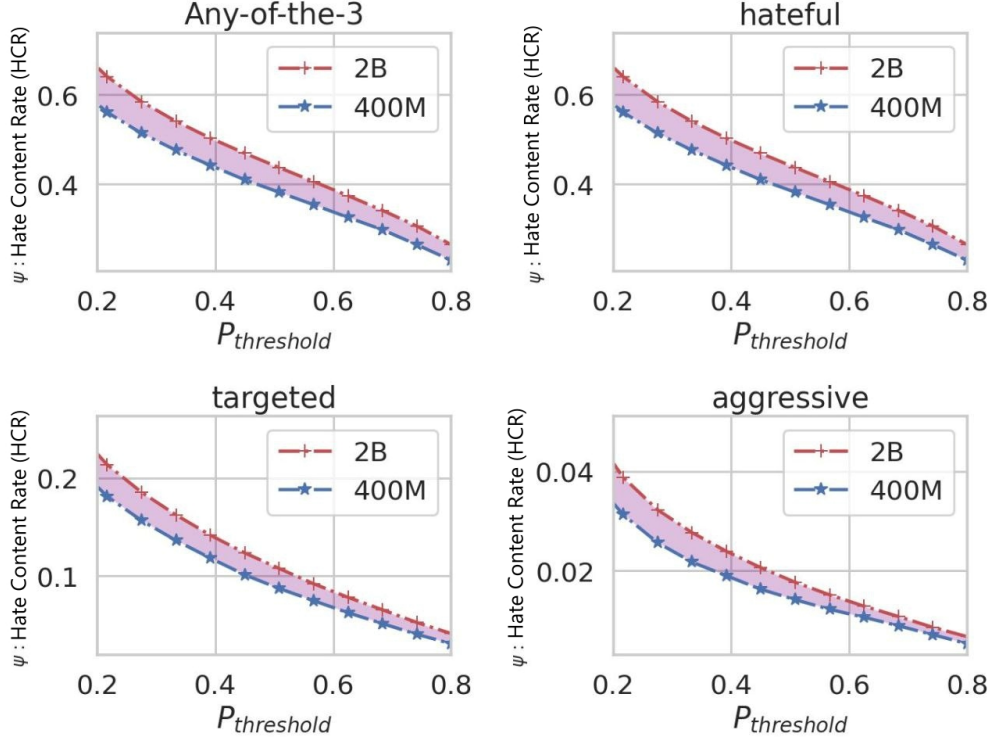 Any-of-the-3
ψ : Hate Content Rate (HCR)
0.6
0.4
2B
400M
0.2 0.4 0.6 0.8
P threshold
hateful
ψ : Hate Content Rate (HCR)
0.6
0.4
2B
400M
0.2 0.4 0.6 0.8
P threshold
targeted
ψ : Hate Content Rate (HCR)
0.2
0.1
2B
400M
0.2 0.4 0.6 0.8
P threshold
aggressive
ψ : Hate Content Rate (HCR)
0.04
0.02
2B
400M
0.2 0.4 0.6 0.8
P threshold